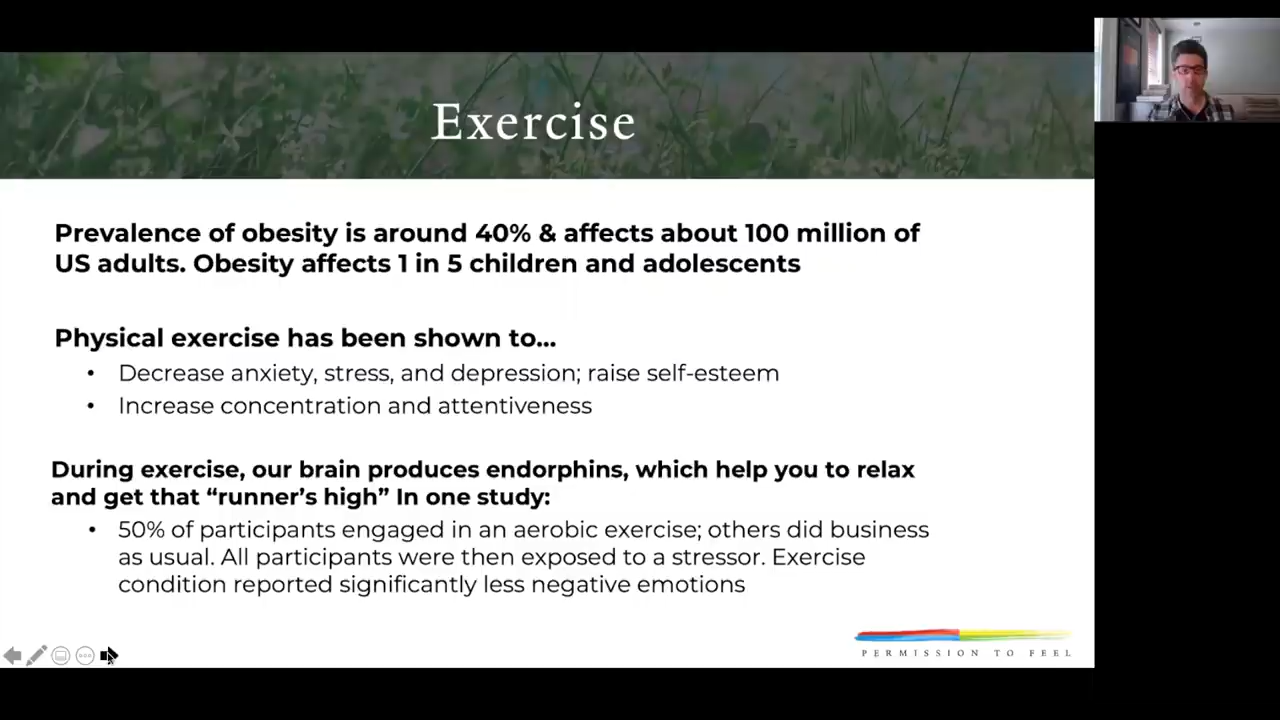 Exercise
Prevalence of obesity is around 40% & affects about 100 million of
US adults. Obesity affects 1 in 5 children and adolescents
Physical exercise has been shown to...
• Decrease anxiety, stress, and depression; raise self-esteem
• Increase concentration and attentiveness
During exercise, our brain produces endorphins, which help you to relax
and get that “runner’s high” In one study:
• 50% of participants engaged in an aerobic exercise; others did business
as usual. All participants were then exposed to a stressor. Exercise
condition reported significantly less negative emotions
PERMISSION TO FEEL